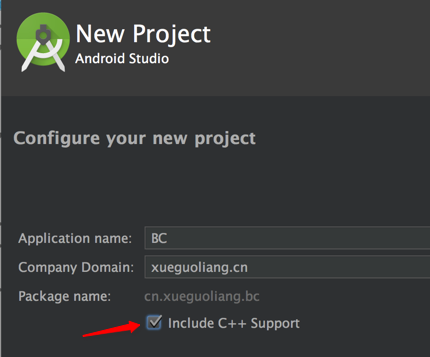 New Project
Android Studio
Configure your new project
Application name: BC
Company Domain: xueguoliang.cn
Package name: cn.xueguoliang.bc
Include C++ Support